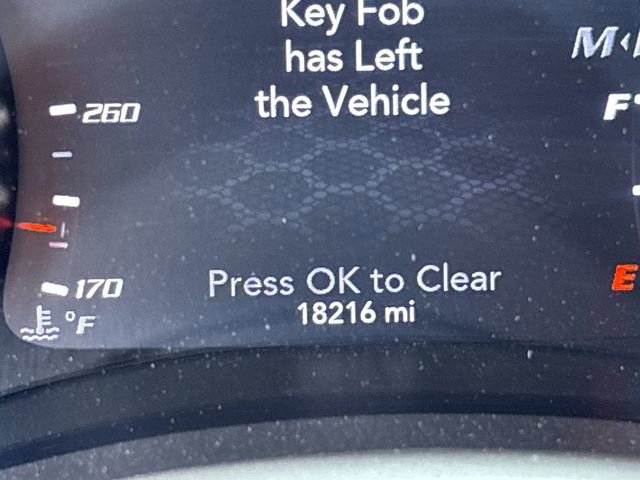 Key Fob
has Left
the Vehicle
260
F
170
Press OK to Clear
E
°F
18216 mi